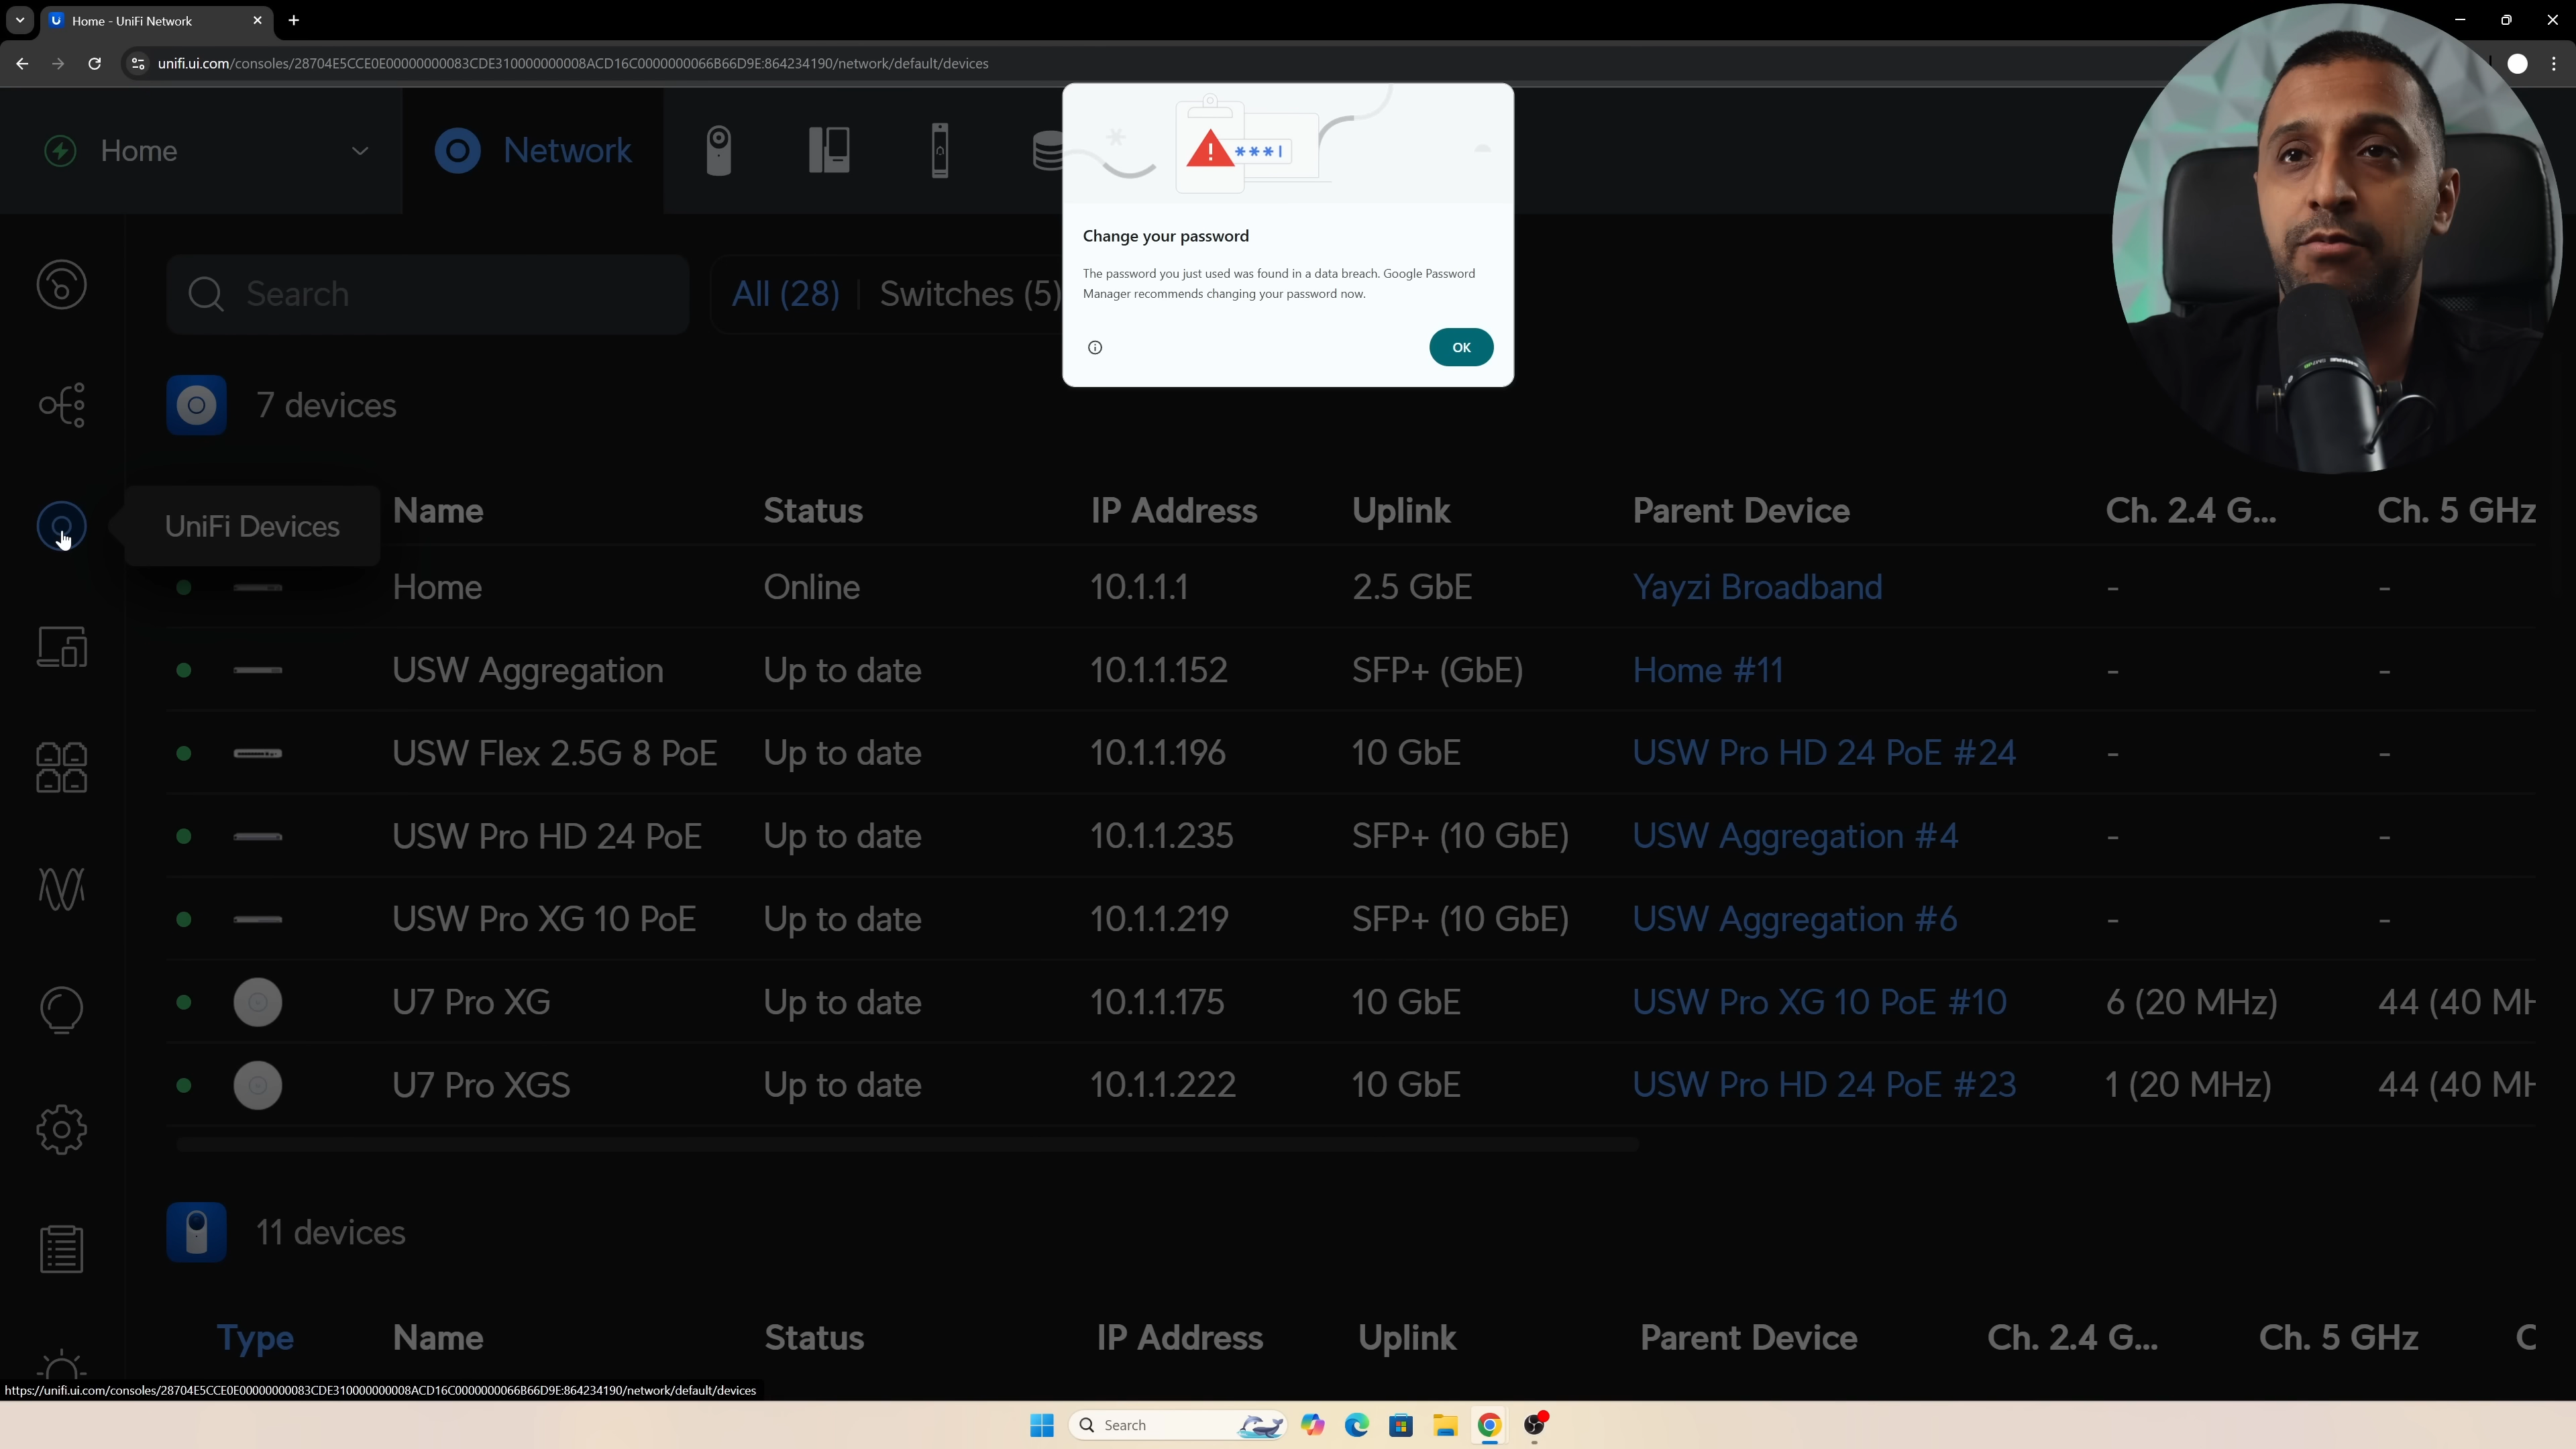 Home - UniFi Network
unifi.ui.com/consoles/28704E5CCE0E00000000083CDE310000000008ACD16C0000000066B66D9E:864234190/network/default/devices
Home
Network
***|
Change your password
The password you just used was found in a data breach. Google Password
Manager recommends changing your password now.
OK
Search
All (28)
Switches (5)
7 devices
UniFi Devices
Name Status IP Address Uplink Parent Device Ch. 2.4 G... Ch. 5 GHz
Home Online 10.1.1.1 2.5 GbE Yayzi Broadband - -
USW Aggregation Up to date 10.1.1.152 SFP+ (GbE) Home #11 - -
USW Flex 2.5G 8 PoE Up to date 10.1.1.196 10 GbE USW Pro HD 24 PoE #24 - -
USW Pro HD 24 PoE Up to date 10.1.1.235 SFP+ (10 GbE) USW Aggregation #4 - -
USW Pro XG 10 PoE Up to date 10.1.1.219 SFP+ (10 GbE) USW Aggregation #6 - -
U7 Pro XG Up to date 10.1.1.175 10 GbE USW Pro XG 10 PoE #10 6 (20 MHz) 44 (40 MH
U7 Pro XGS Up to date 10.1.1.222 10 GbE USW Pro HD 24 PoE #23 1 (20 MHz) 44 (40 MH
11 devices
Type Name Status IP Address Uplink Parent Device Ch. 2.4 G... Ch. 5 GHz C
https://unifi.ui.com/consoles/28704E5CCE0E00000000083CDE310000000008ACD16C0000000066B66D9E:864234190/network/default/devices
Search